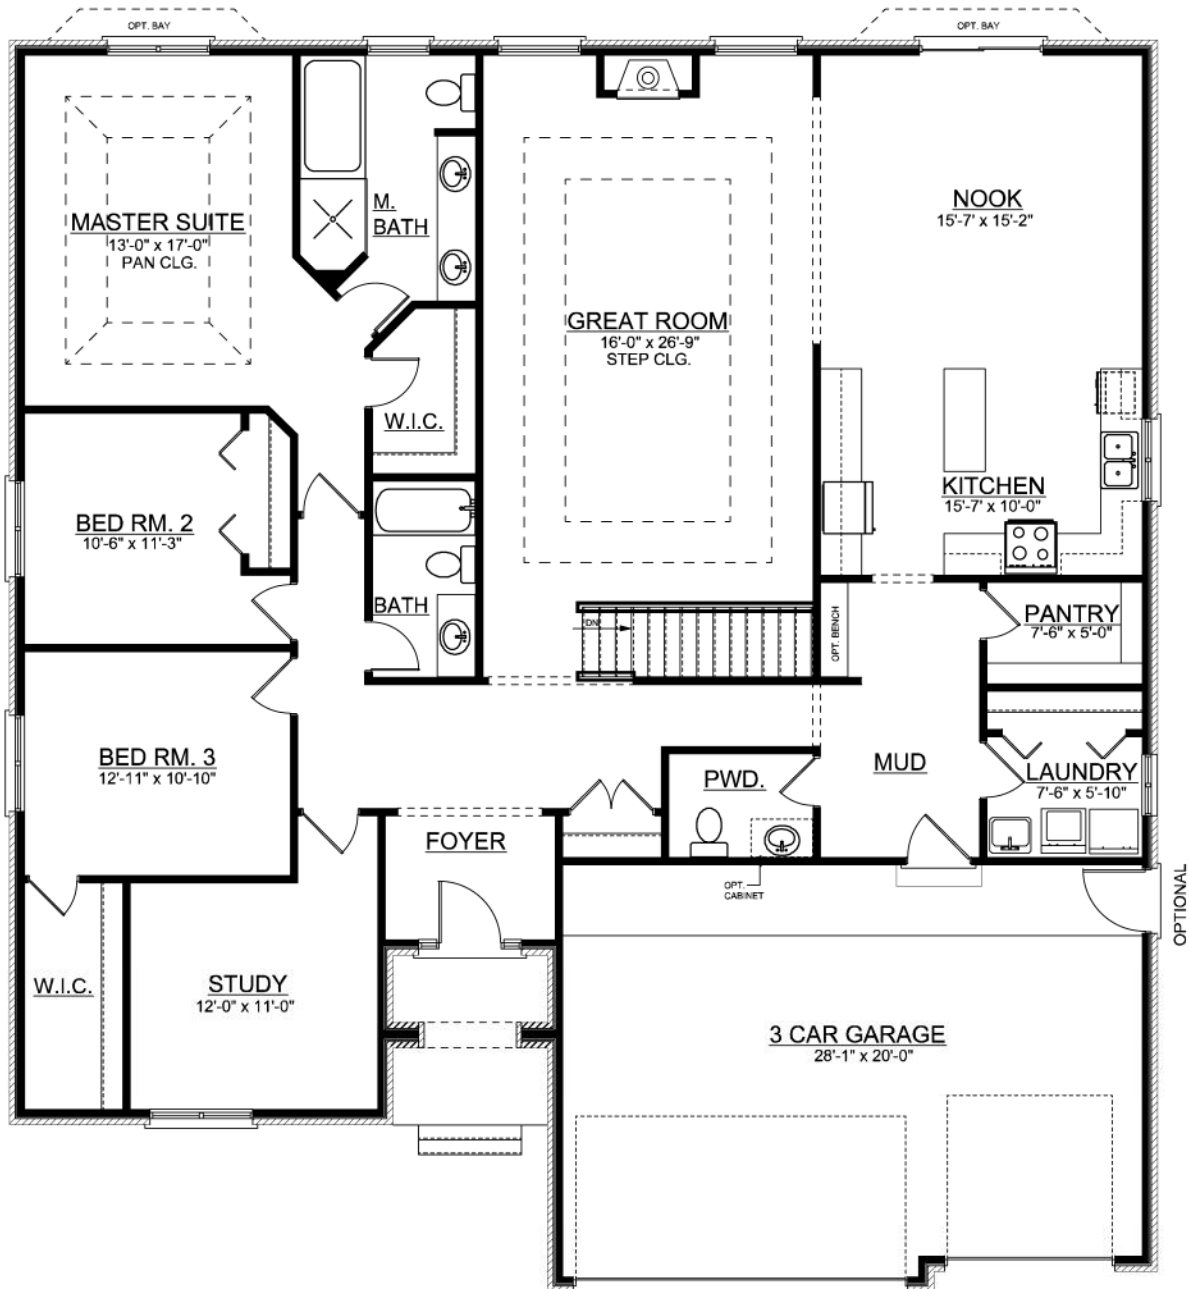 OPT. BAY
OPT. BAY
MASTER SUITE
13'-0" x 17'-0"
PAN CLG.
M.
BATH
NOOK
15'-7' x 15'-2"
GREAT ROOM
16'-0" x 26'-9"
STEP CLG.
W.I.C.
KITCHEN
15'-7' x 10'-0"
BED RM. 2
10'-6" x 11'-3"
BATH
DN
OPT. BENCH
PANTRY
7'-6" x 5'-0"
BED RM. 3
12'-11" x 10'-10"
PWD.
MUD
LAUNDRY
7'-6" x 5'-10"
FOYER
OPT.
CABINET
OPTIONAL
W.I.C.
STUDY
12'-0" x 11'-0"
3 CAR GARAGE
28'-1" x 20'-0"